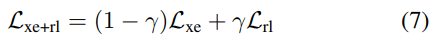 ℒxe+rl = (1 − γ)ℒxe + γℒrl (7)